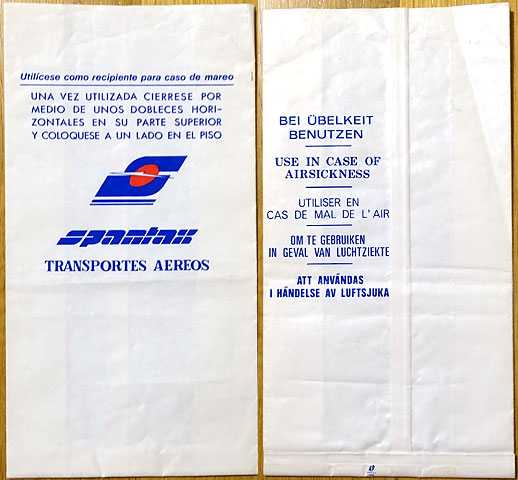 Utilícese como recipiente para caso de mareo
UNA VEZ UTILIZADA CIERRESE POR
MEDIO DE UNOS DOBLECES HORI-
ZONTALES EN SU PARTE SUPERIOR
Y COLOQUESE A UN LADO EN EL PISO
spantax
TRANSPORTES AEREOS
BEI ÜBELKEIT
BENUTZEN
USE IN CASE OF
AIRSICKNESS
UTILISER EN
CAS DE MAL DE L'AIR
OM TE GEBRUIKEN
IN GEVAL VAN LUCHTZIEKTE
ATT ANVÄNDAS
I HÄNDELSE AV LUFTSJUKA